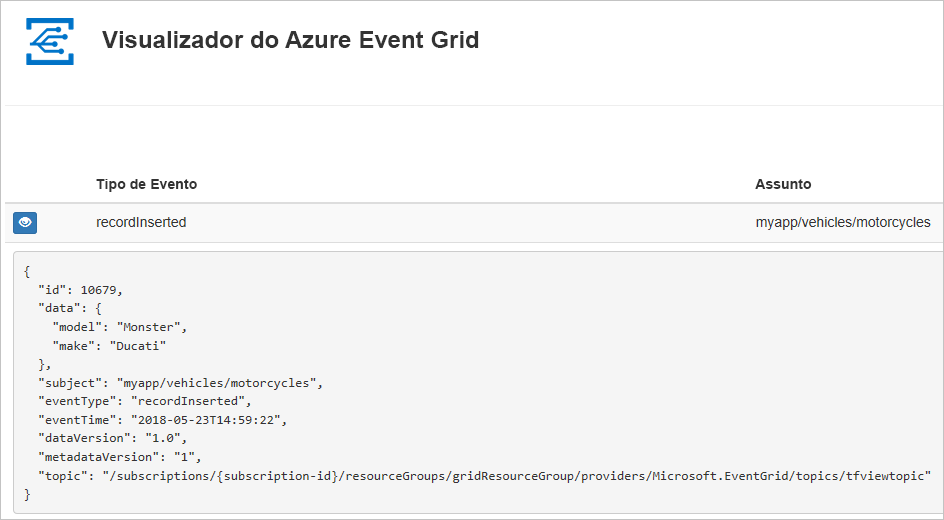 Visualizador do Azure Event Grid
Tipo de Evento Assunto
recordInserted myapp/vehicles/motorcycles
{
  "id": 10679,
  "data": {
    "model": "Monster",
    "make": "Ducati"
  },
  "subject": "myapp/vehicles/motorcycles",
  "eventType": "recordInserted",
  "eventTime": "2018-05-23T14:59:22",
  "dataVersion": "1.0",
  "metadataVersion": "1",
  "topic": "/subscriptions/{subscription-id}/resourceGroups/gridResourceGroup/providers/Microsoft.EventGrid/topics/tfviewtopic"
}